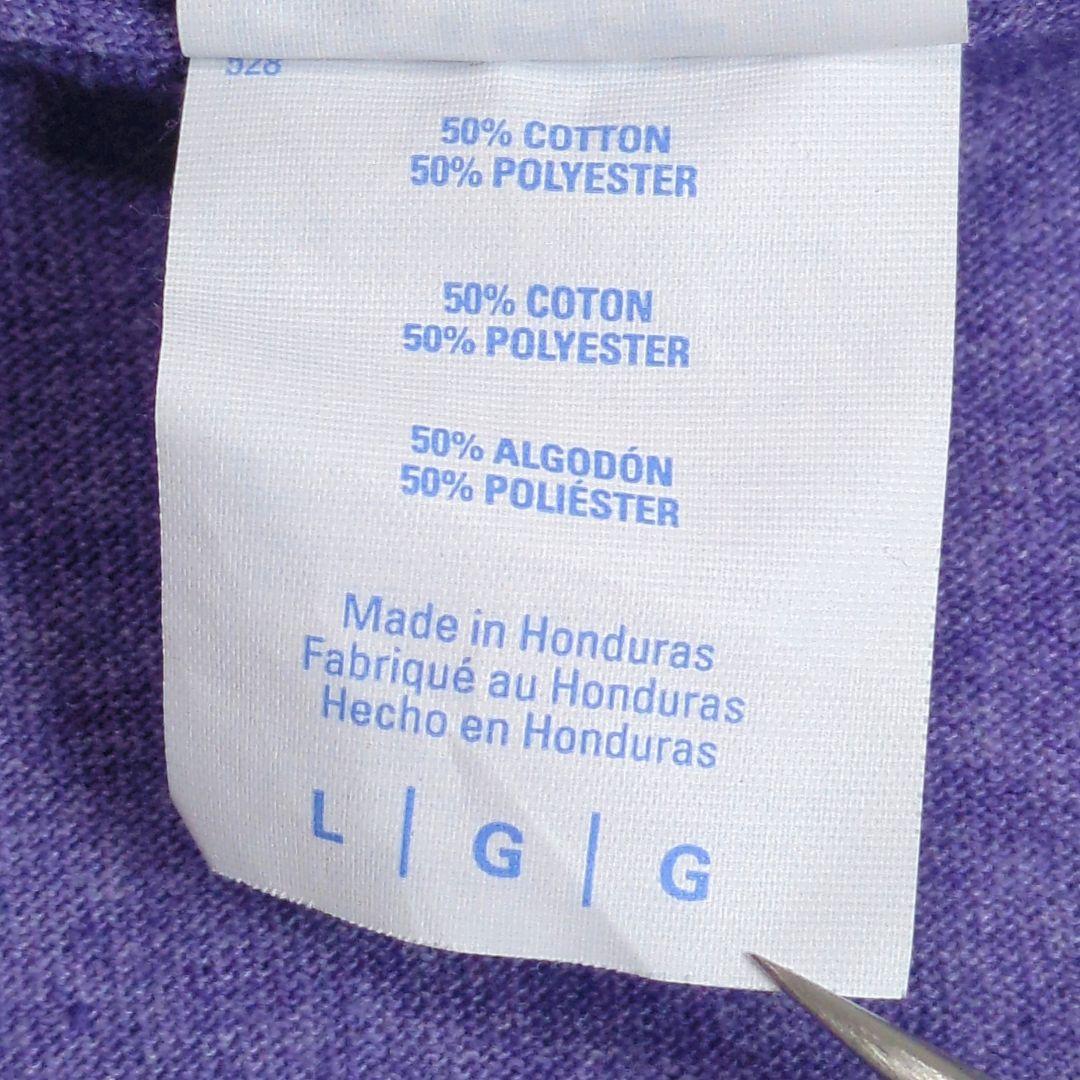 528
50% COTTON
50% POLYESTER
50% COTON
50% POLYESTER
50% ALGODÓN
50% POLIÉSTER
Made in Honduras
Fabriqué au Honduras
Hecho en Honduras
L | G | G